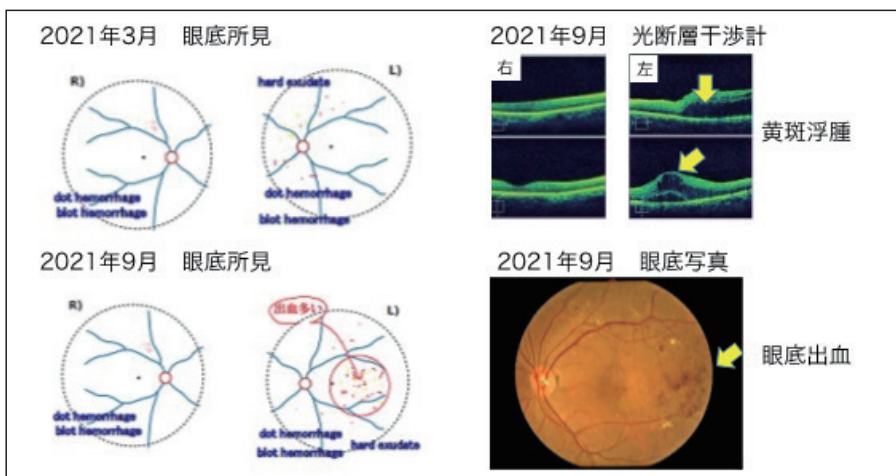 2021年3月 眼底所見
R)
dot hemorrhage
blot hemorrhage
L)
hard exudate
dot hemorrhage
blot hemorrhage
2021年9月 光断層干渉計
右
左
黄斑浮腫
2021年9月 眼底所見
R)
dot hemorrhage
blot hemorrhage
L)
出血多い
dot hemorrhage
blot hemorrhage
hard exudate
2021年9月 眼底写真
眼底出血